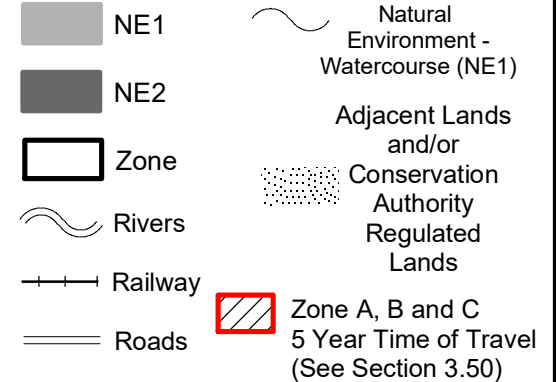 NE1
NE2
Zone
Rivers
Railway
Roads
Natural
Environment -
Watercourse (NE1)
Adjacent Lands
and/or
Conservation
Authority
Regulated
Lands
Zone A, B and C
5 Year Time of Travel
(See Section 3.50)